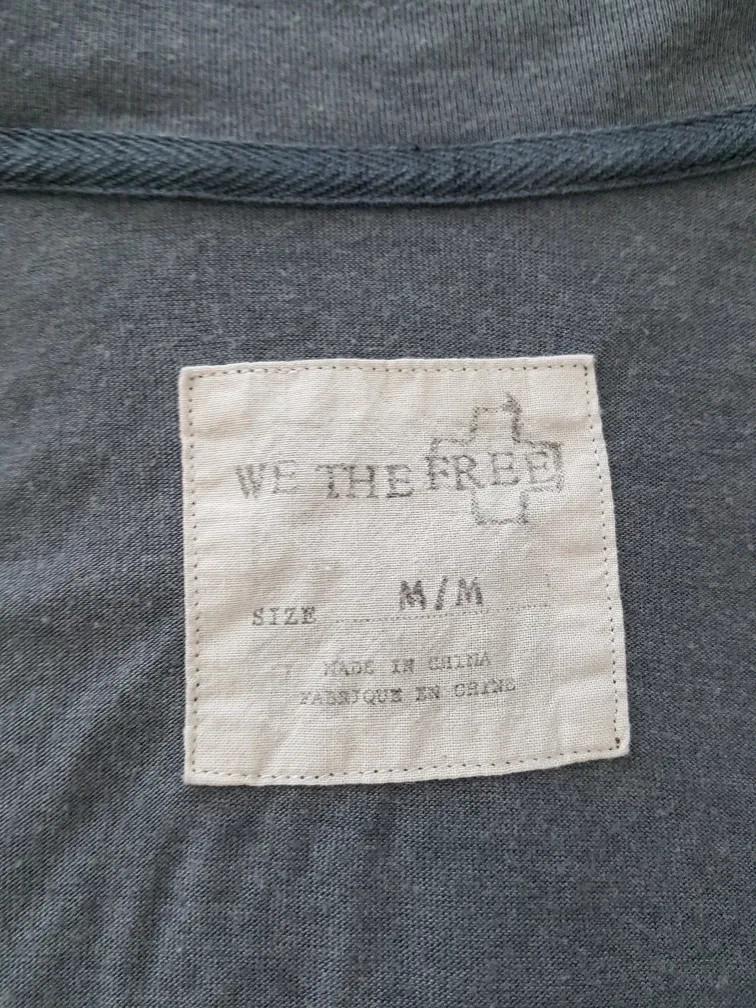 WE THE FREE
SIZE M/M
MADE IN CHINA
FABRIQUE EN CHINE